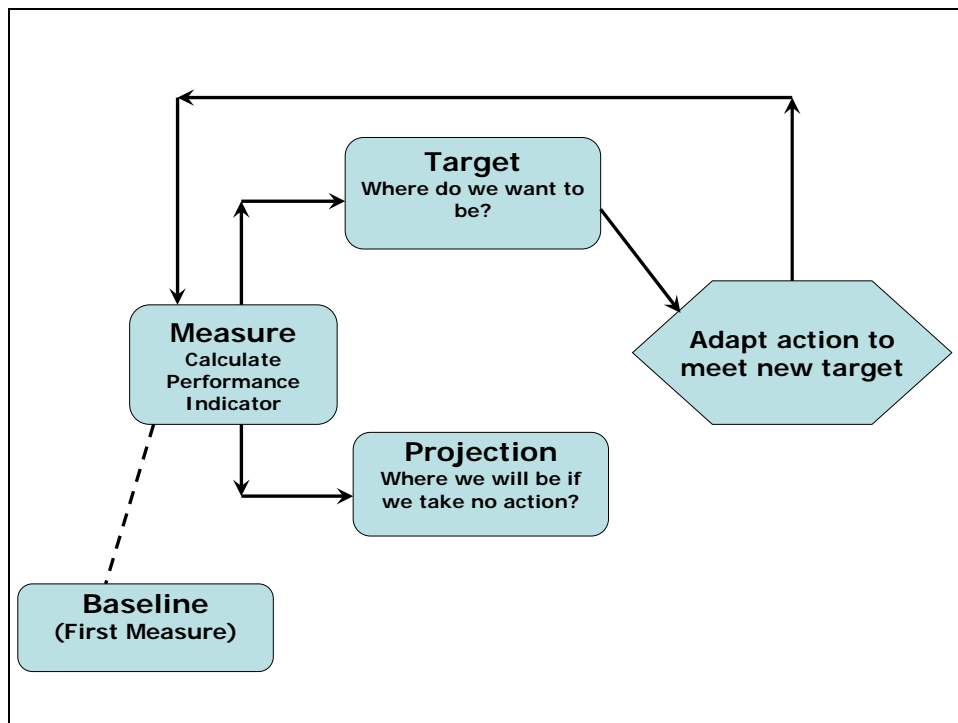 Target
Where do we want to
be?
Measure
Calculate
Performance
Indicator
Adapt action to
meet new target
Projection
Where we will be if
we take no action?
Baseline
(First Measure)